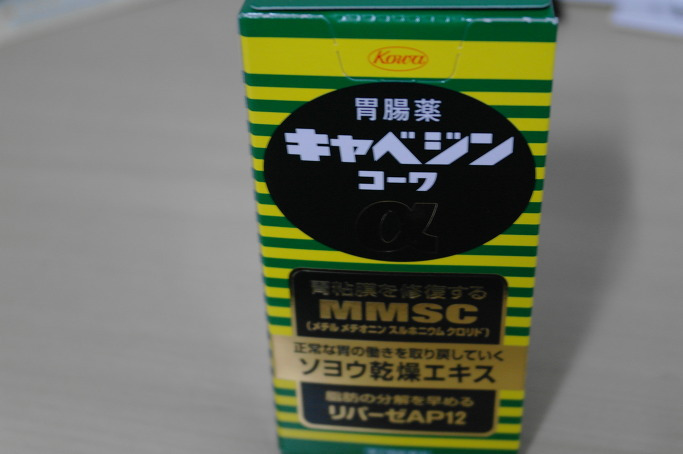 Kowa
胃腸薬
キャベジン
コーワ
α
胃粘膜を修復する
MMSC
(メチル メチオニン スルホニウム クロリド)
正常な胃の働きを取り戻していく
ソヨウ乾燥エキス
脂肪の分解を早める
リパーゼAP12